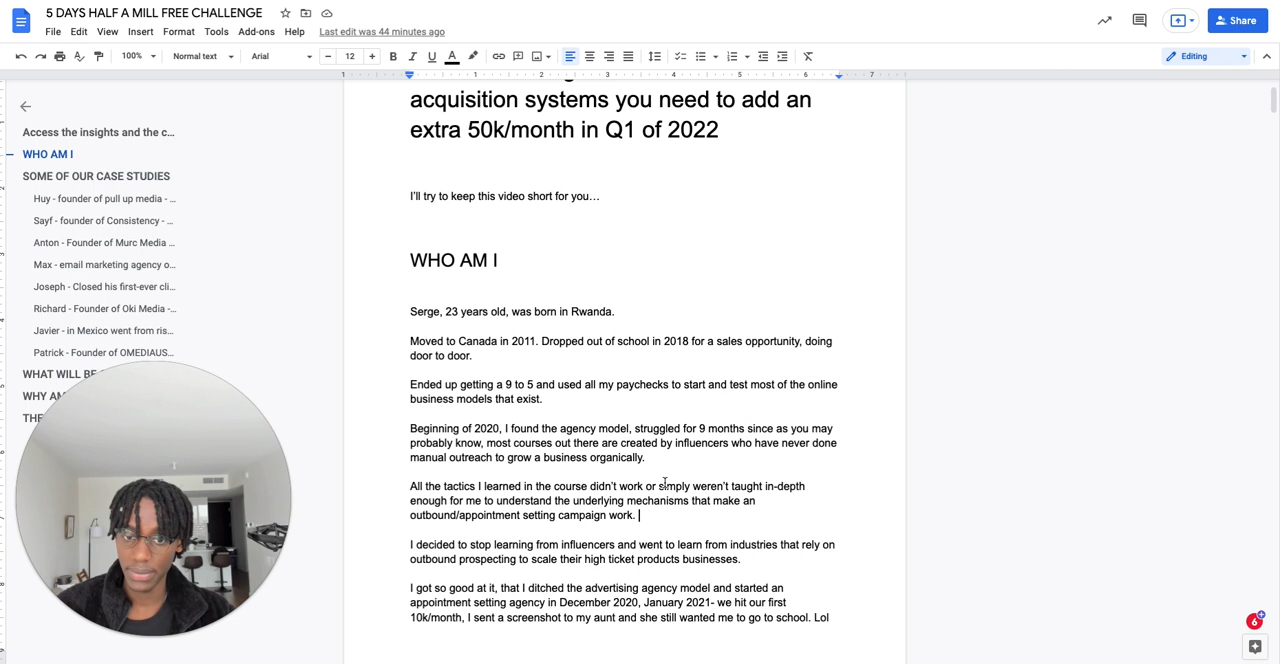 5 DAYS HALF A MILL FREE CHALLENGE
File Edit View Insert Format Tools Add-ons Help Last edit was 44 minutes ago
Share
100% Normal text Arial 12 B I U A Editing
1 1 2 3 4 5 6 7
Access the insights and the c...
WHO AM I
SOME OF OUR CASE STUDIES
Huy - founder of pull up media - ...
Sayf - founder of Consistency - ...
Anton - Founder of Murc Media ...
Max - email marketing agency o...
Joseph - Closed his first-ever cli...
Richard - Founder of Oki Media -...
Javier - in Mexico went from ris...
Patrick - Founder of OMEDIAUS...
WHAT WILL BE
WHY AM
THE
acquisition systems you need to add an
extra 50k/month in Q1 of 2022
I'll try to keep this video short for you…
WHO AM I
Serge, 23 years old, was born in Rwanda.
Moved to Canada in 2011. Dropped out of school in 2018 for a sales opportunity, doing
door to door.
Ended up getting a 9 to 5 and used all my paychecks to start and test most of the online
business models that exist.
Beginning of 2020, I found the agency model, struggled for 9 months since as you may
probably know, most courses out there are created by influencers who have never done
manual outreach to grow a business organically.
All the tactics I learned in the course didn't work or simply weren't taught in-depth
enough for me to understand the underlying mechanisms that make an
outbound/appointment setting campaign work.
I decided to stop learning from influencers and went to learn from industries that rely on
outbound prospecting to scale their high ticket products businesses.
I got so good at it, that I ditched the advertising agency model and started an
appointment setting agency in December 2020, January 2021- we hit our first
10k/month, I sent a screenshot to my aunt and she still wanted me to go to school. Lol
6